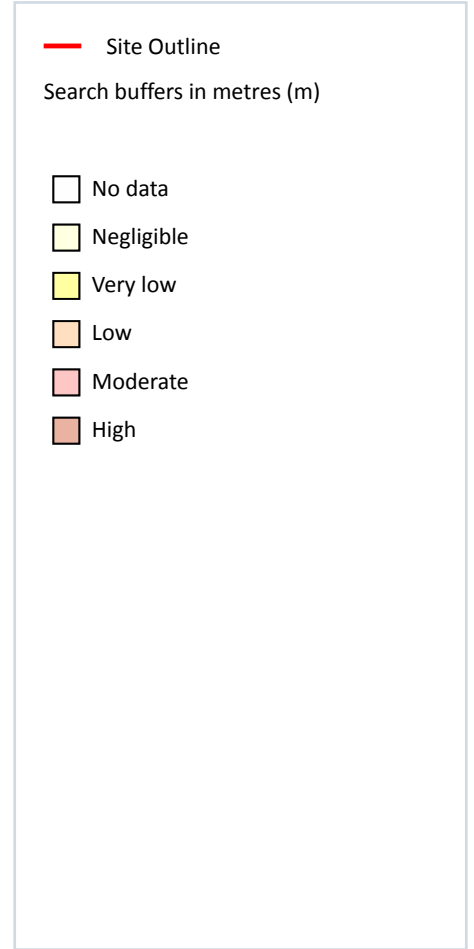 Site Outline
Search buffers in metres (m)
No data
Negligible
Very low
Low
Moderate
High